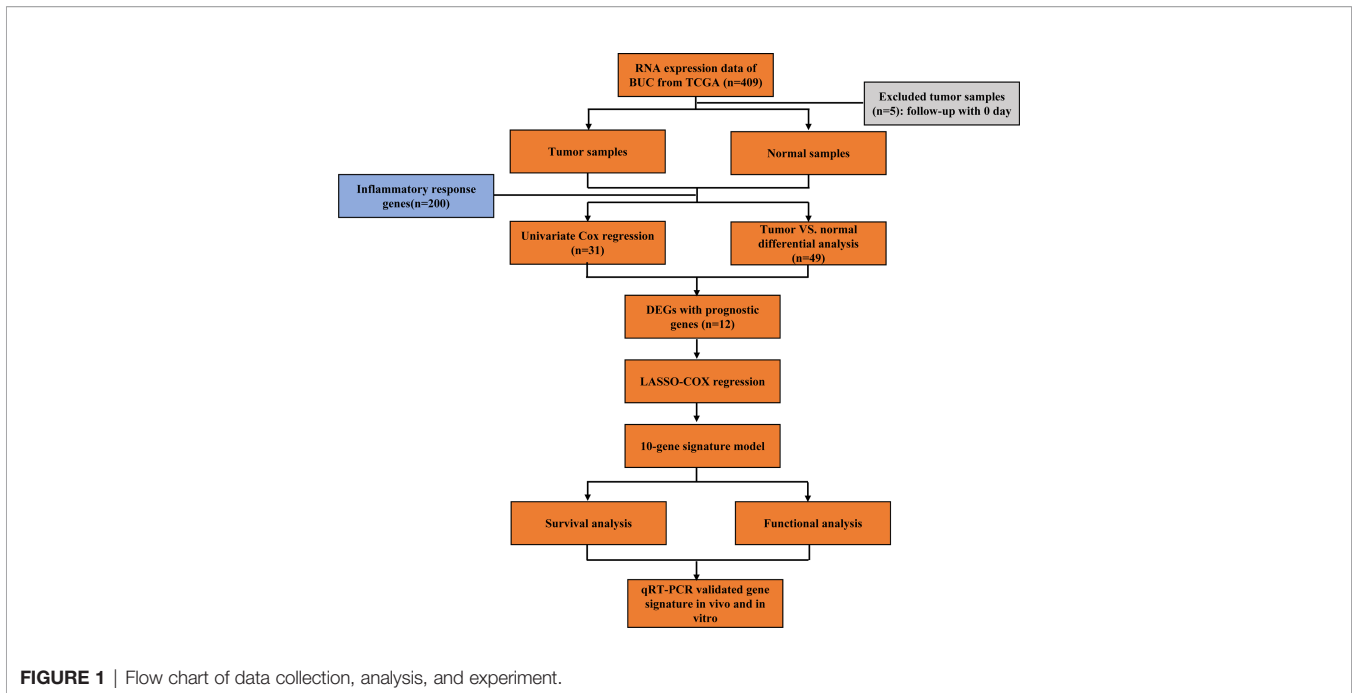 RNA expression data of
BUC from TCGA (n=409)
Excluded tumor samples
(n=5): follow-up with 0 day
Tumor samples
Normal samples
Inflammatory response
genes(n=200)
Univariate Cox regression
(n=31)
Tumor VS. normal
differential analysis
(n=49)
DEGs with prognostic
genes (n=12)
LASSO-COX regression
10-gene signature model
Survival analysis
Functional analysis
qRT-PCR validated gene
signature in vivo and in
vitro
FIGURE 1 | Flow chart of data collection, analysis, and experiment.